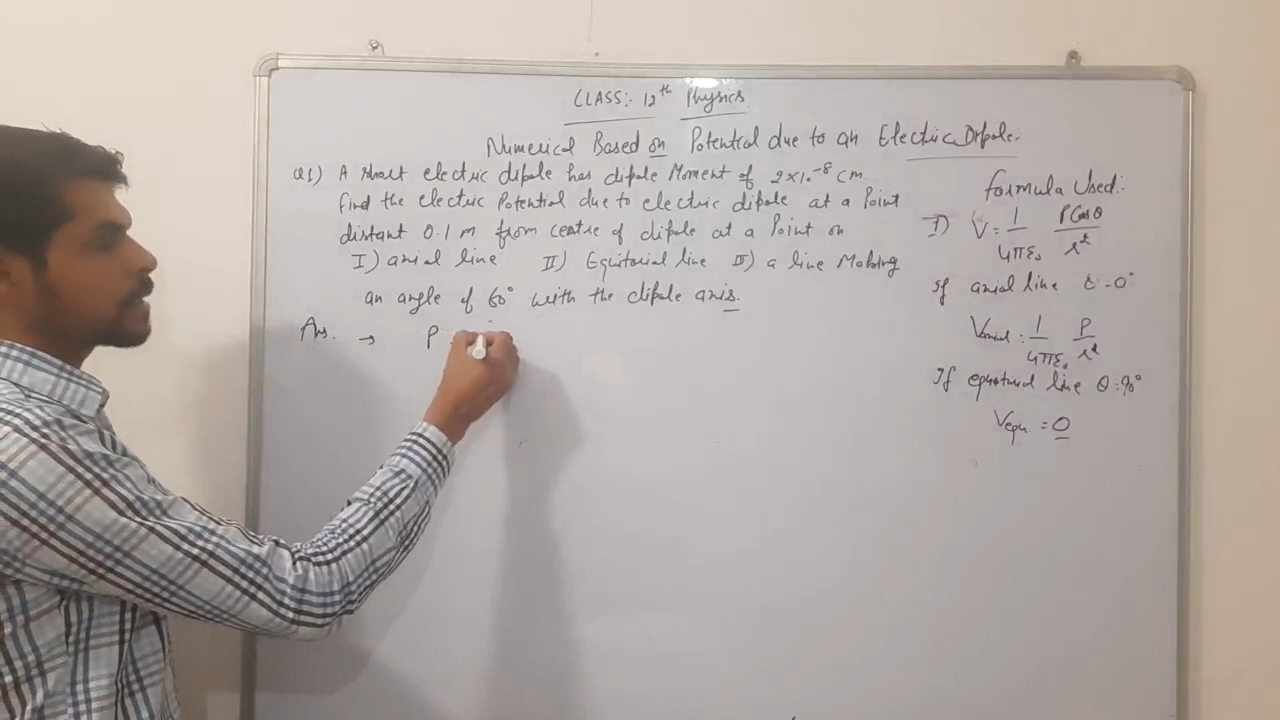 CLASS:- 12th Physics
Numerical Based on Potential due to an Electric Dipole:
Q1) A short electric dipole has dipole Moment of 2×10-8 Cm.
Find the electric Potential due to electric dipole at a Point
distant 0.1 m from centre of dipole at a Point on
I) axial line II) Equitorial line III) a line Making
an angle of 60° with the dipole axis.
Ans. → P
Formula Used:-
I) V = 1/4πε₀ PCosθ/r²
If axial line θ=0°
Vaxial = 1/4πε₀ P/r²
If equitorial line θ=90°
Vequ. = 0